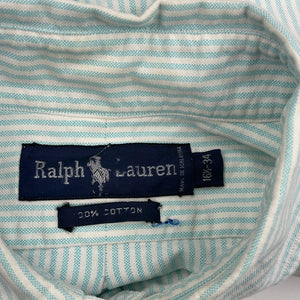 Ralph Lauren
16½-34
100% COTTON